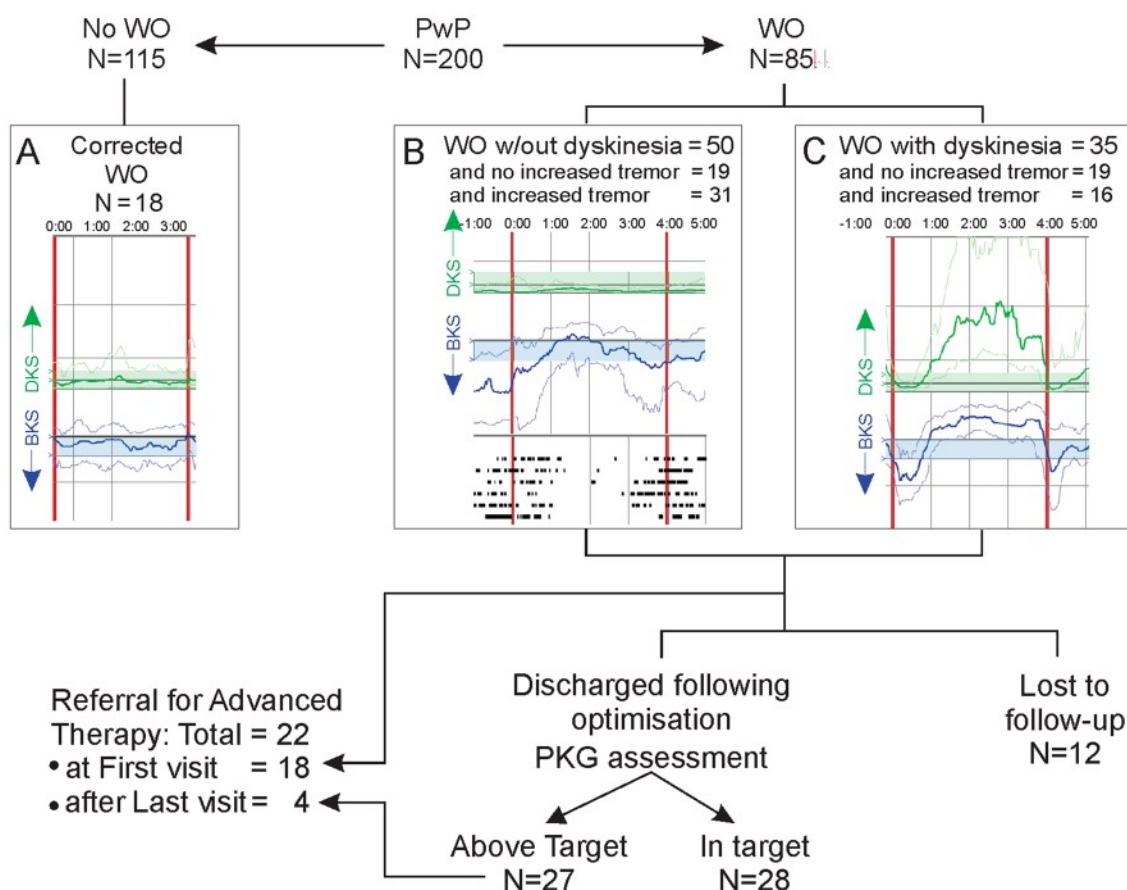 No WO
N=115
PwP
N=200
WO
N=85
A
Corrected
WO
N = 18
0:00 1:00 2:00 3:00
DKS
BKS
B
WO w/out dyskinesia = 50
and no increased tremor = 19
and increased tremor = 31
-1:00 0:00 1:00 2:00 3:00 4:00 5:00
DKS
BKS
C
WO with dyskinesia = 35
and no increased tremor = 19
and increased tremor = 16
-1:00 0:00 1:00 2:00 3:00 4:00 5:00
DKS
BKS
Referral for Advanced
Therapy: Total = 22
• at First visit = 18
• after Last visit = 4
Discharged following
optimisation
PKG assessment
Above Target
N=27
In target
N=28
Lost to
follow-up
N=12